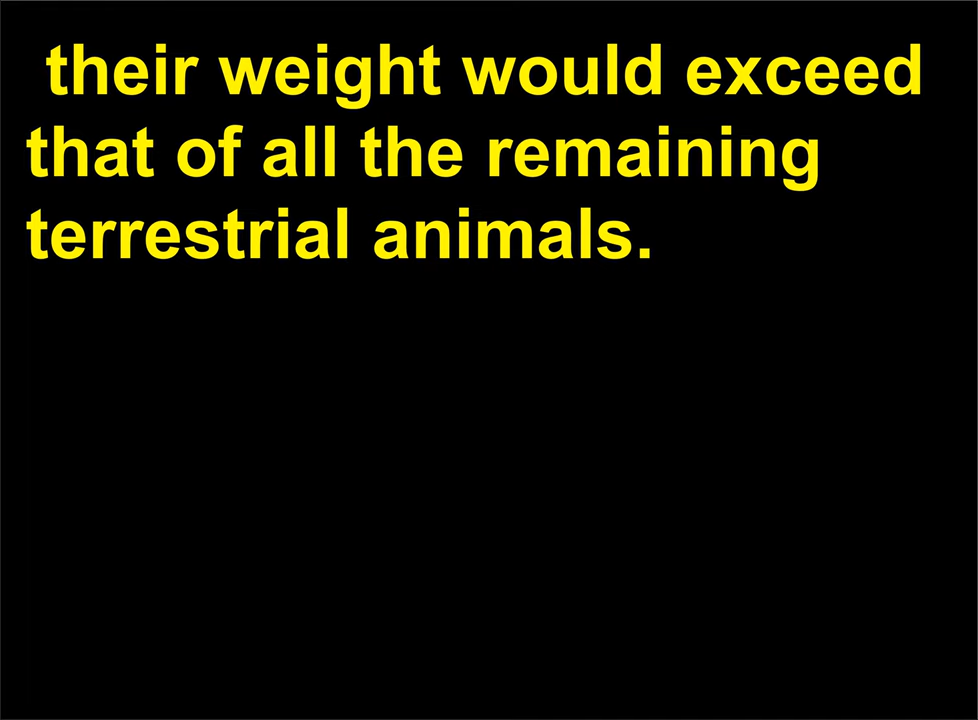 their weight would exceed
that of all the remaining
terrestrial animals.